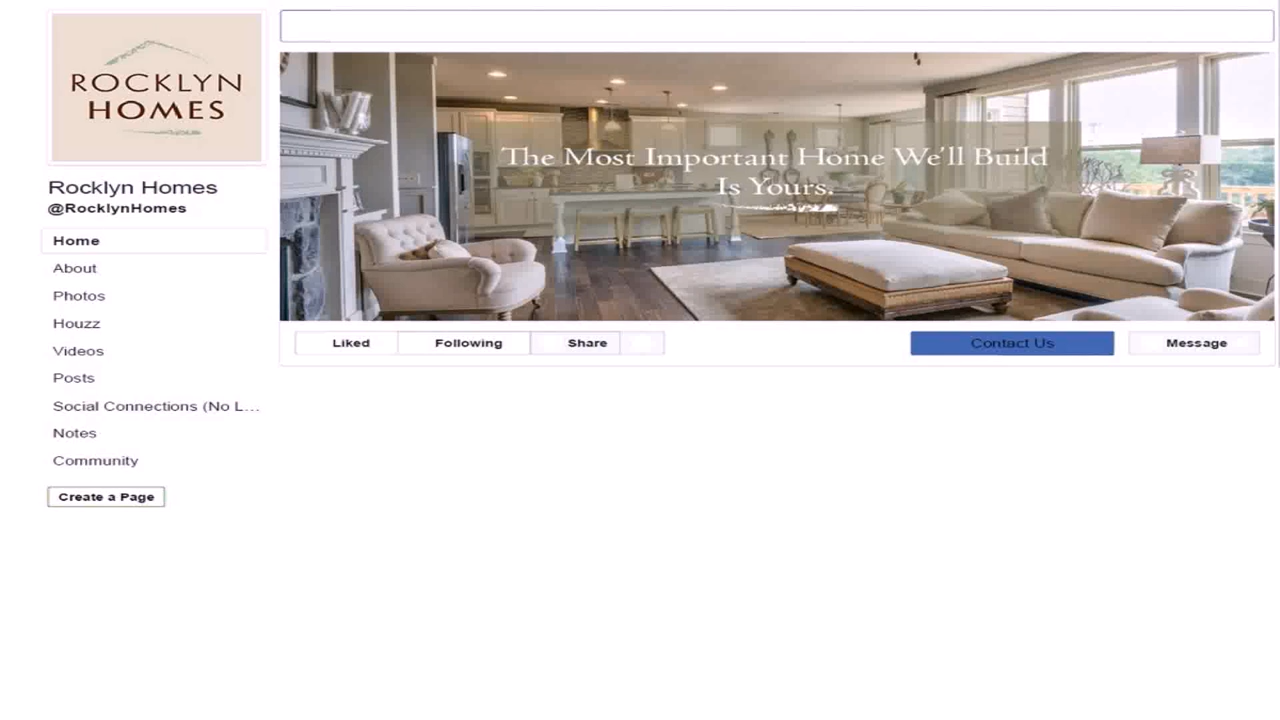 ROCKLYN
HOMES
Rocklyn Homes
@RocklynHomes
Home
About
Photos
Houzz
Videos
Posts
Social Connections (No L...
Notes
Community
Create a Page
The Most Important Home We'll Build
Is Yours.
Liked
Following
Share
Contact Us
Message